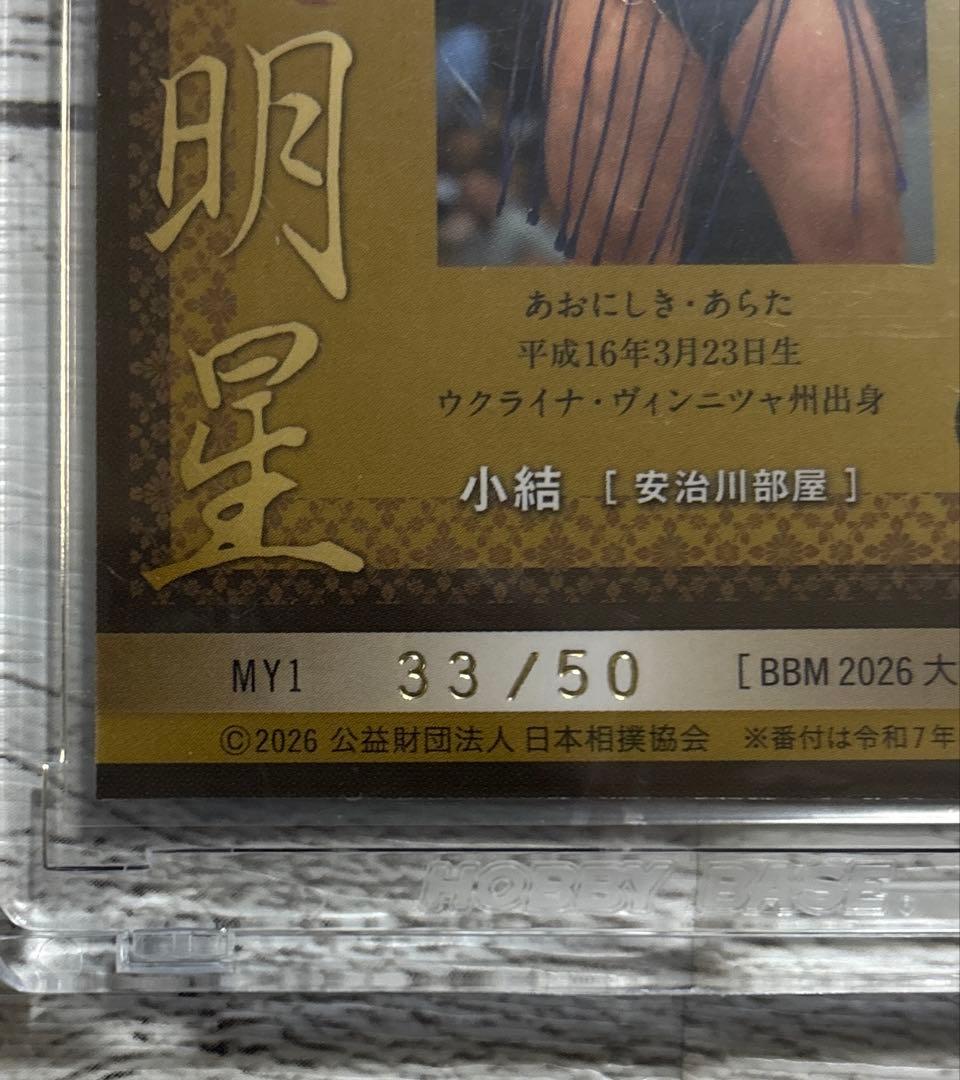 明星
あおにしき・あらた
平成16年3月23日生
ウクライナ・ヴィンニツャ州出身
小結 [ 安治川部屋 ]
MY1 33/50 [ BBM 2026 大
©2026 公益財団法人 日本相撲協会 ※番付は令和7年
HOBBY BASE